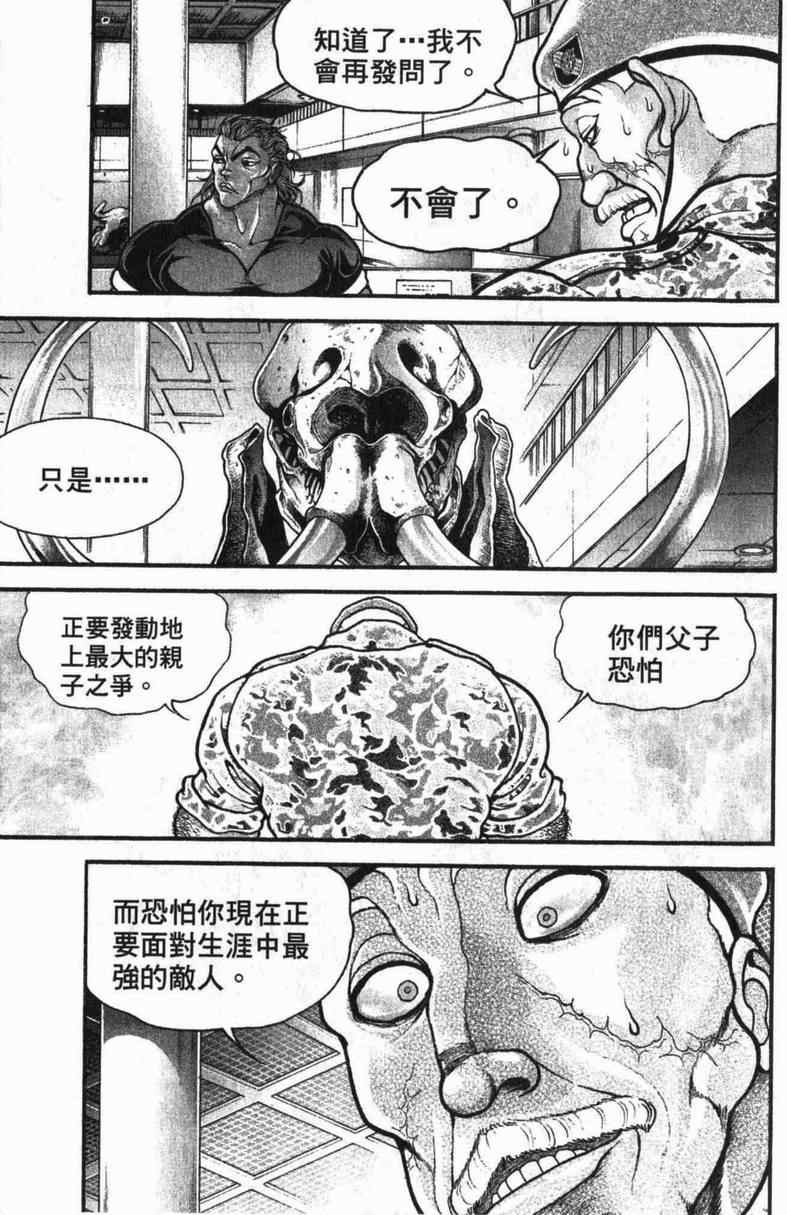 知道了…我不
會再發問了。
不會了。
只是……
你們父子
恐怕
正要發動地
上最大的親
子之爭。
而恐怕你現在正
要面對生涯中最
強的敵人。